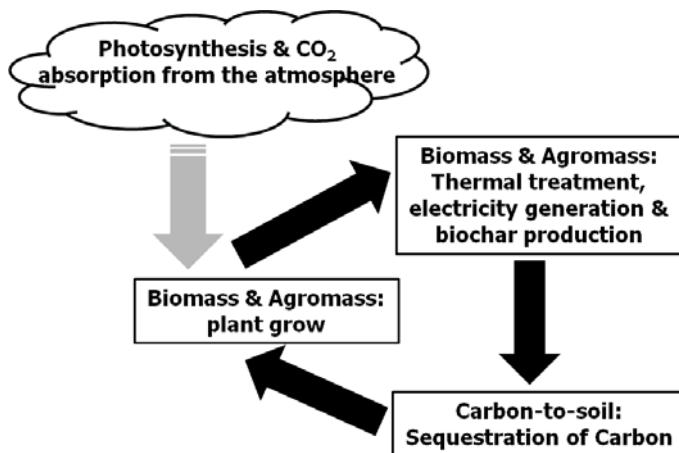 Photosynthesis & CO₂
absorption from the atmosphere
Biomass & Agromass:
Thermal treatment,
electricity generation &
biochar production
Biomass & Agromass:
plant grow
Carbon-to-soil:
Sequestration of Carbon